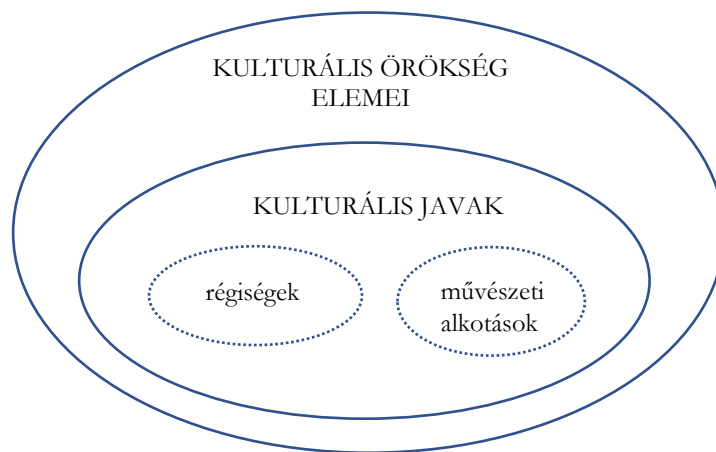 KULTURÁLIS ÖRÖKSÉG
ELEMEI
KULTURÁLIS JAVAK
régiségek
művészeti
alkotások